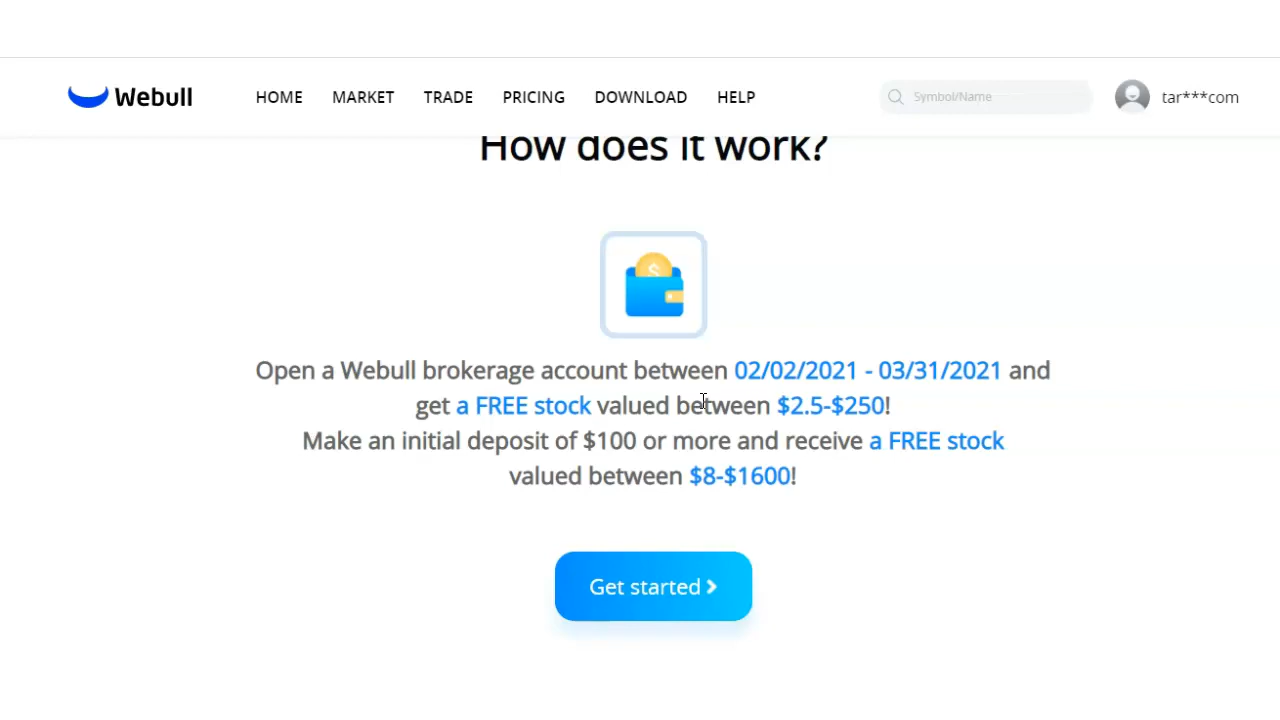 Webull HOME MARKET TRADE PRICING DOWNLOAD HELP Symbol/Name tar***com
How does it work?
$
Open a Webull brokerage account between 02/02/2021 - 03/31/2021 and
get a FREE stock valued between $2.5-$250!
Make an initial deposit of $100 or more and receive a FREE stock
valued between $8-$1600!
Get started